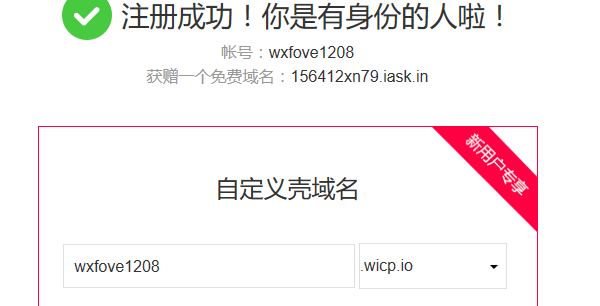 注册成功！你是有身份的人啦！
帐号：wxfove1208
获赠一个免费域名：156412xn79.iask.in
新用户专享
自定义壳域名
wxfove1208 .wicp.io